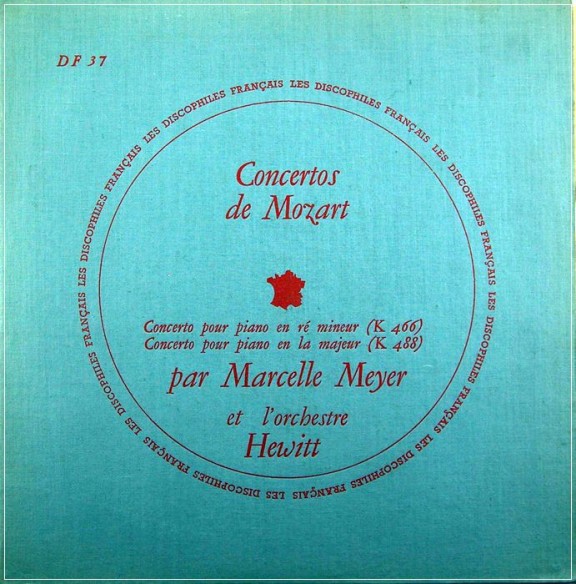 DF 37
LES DISCOPHILES FRANÇAIS LES DISCOPHILES FRANÇAIS LES DISCOPHILES FRANÇAIS LES DISCOPHILES FRANÇAIS LES DISCOPHILES FRANÇAIS LES DISCOPHILES FRANÇAIS
Concertos
de Mozart
Concerto pour piano en ré mineur (K 466)
Concerto pour piano en la majeur (K 488)
par Marcelle Meyer
et l'orchestre
Hewitt